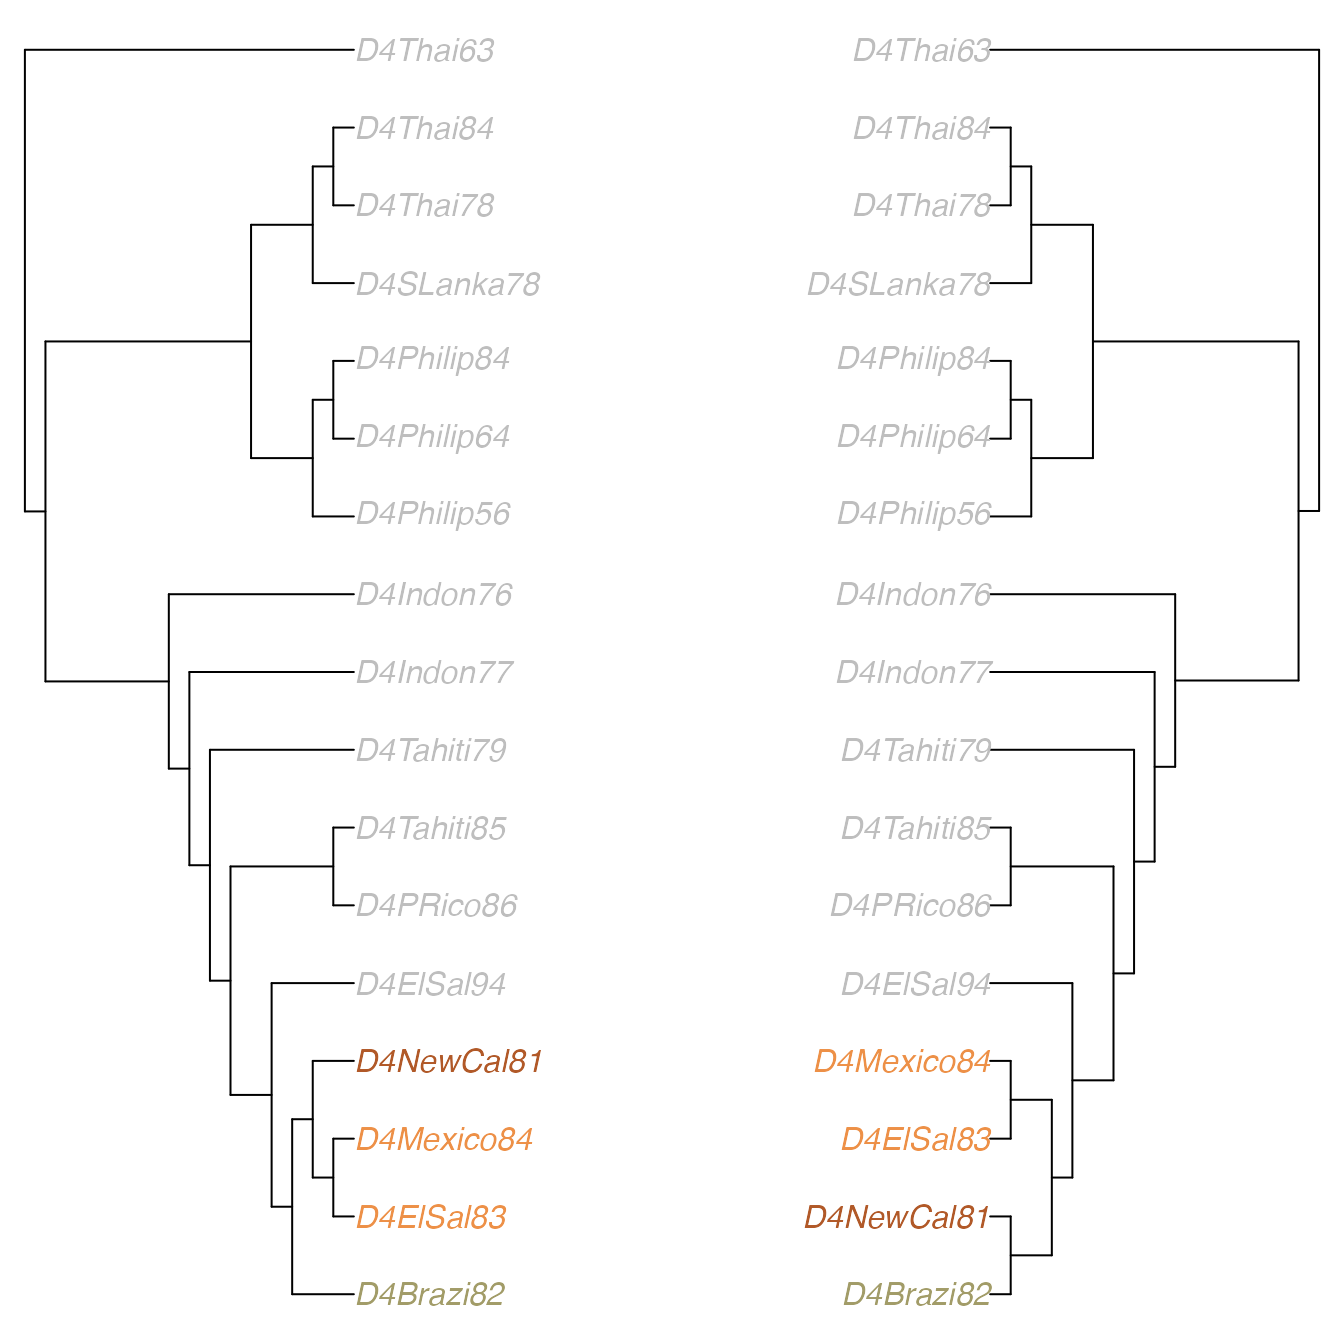 D4Thai63 D4Thai63
D4Thai84 D4Thai84
D4Thai78 D4Thai78
D4SLanka78 D4SLanka78
D4Philip84 D4Philip84
D4Philip64 D4Philip64
D4Philip56 D4Philip56
D4Indon76 D4Indon76
D4Indon77 D4Indon77
D4Tahiti79 D4Tahiti79
D4Tahiti85 D4Tahiti85
D4PRico86 D4PRico86
D4ElSal94 D4ElSal94
D4NewCal81 D4Mexico84
D4Mexico84 D4ElSal83
D4ElSal83 D4NewCal81
D4Brazi82 D4Brazi82